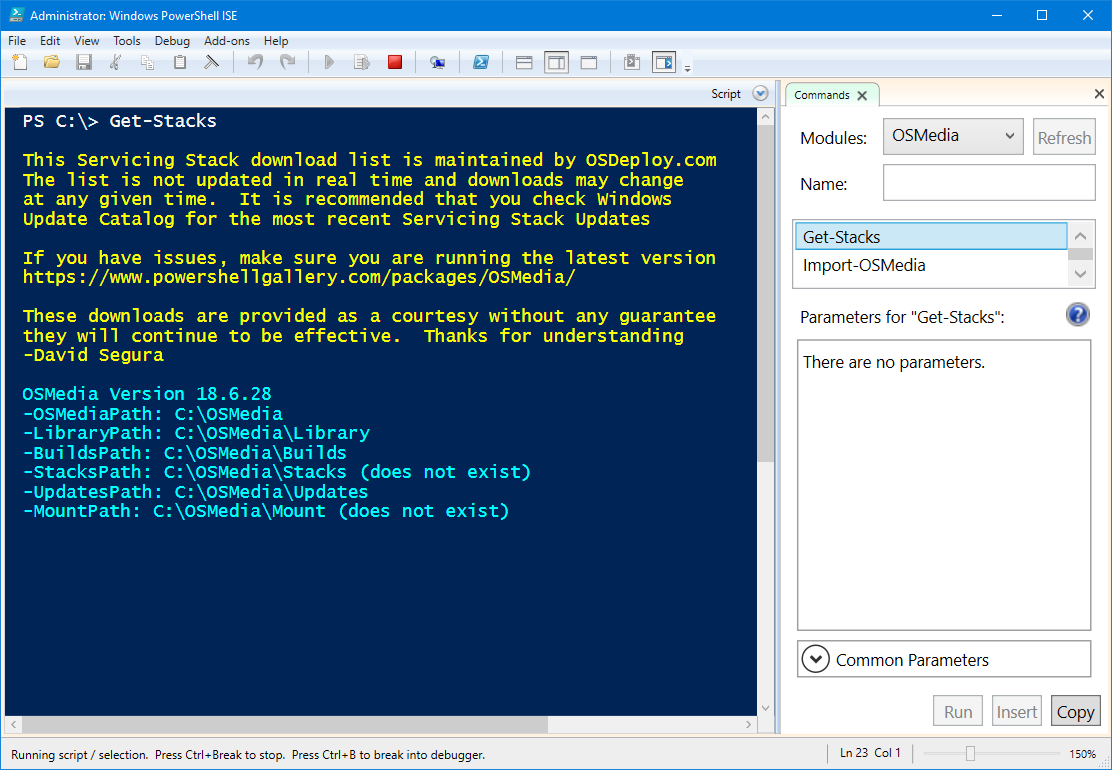 Administrator: Windows PowerShell ISE
File Edit View Tools Debug Add-ons Help
Script
PS C:\> Get-Stacks
This Servicing Stack download list is maintained by OSDeploy.com
The list is not updated in real time and downloads may change
at any given time.  It is recommended that you check Windows
Update Catalog for the most recent Servicing Stack Updates
If you have issues, make sure you are running the latest version
https://www.powershellgallery.com/packages/OSMedia/
These downloads are provided as a courtesy without any guarantee
they will continue to be effective.  Thanks for understanding
-David Segura
OSMedia Version 18.6.28
-OSMediaPath: C:\OSMedia
-LibraryPath: C:\OSMedia\Library
-BuildsPath: C:\OSMedia\Builds
-StacksPath: C:\OSMedia\Stacks (does not exist)
-UpdatesPath: C:\OSMedia\Updates
-MountPath: C:\OSMedia\Mount (does not exist)
Commands
Modules: OSMedia Refresh
Name:
Get-Stacks
Import-OSMedia
Parameters for "Get-Stacks":
There are no parameters.
Common Parameters
Run Insert Copy
Running script / selection.  Press Ctrl+Break to stop.  Press Ctrl+B to break into debugger.
Ln 23 Col 1
150%